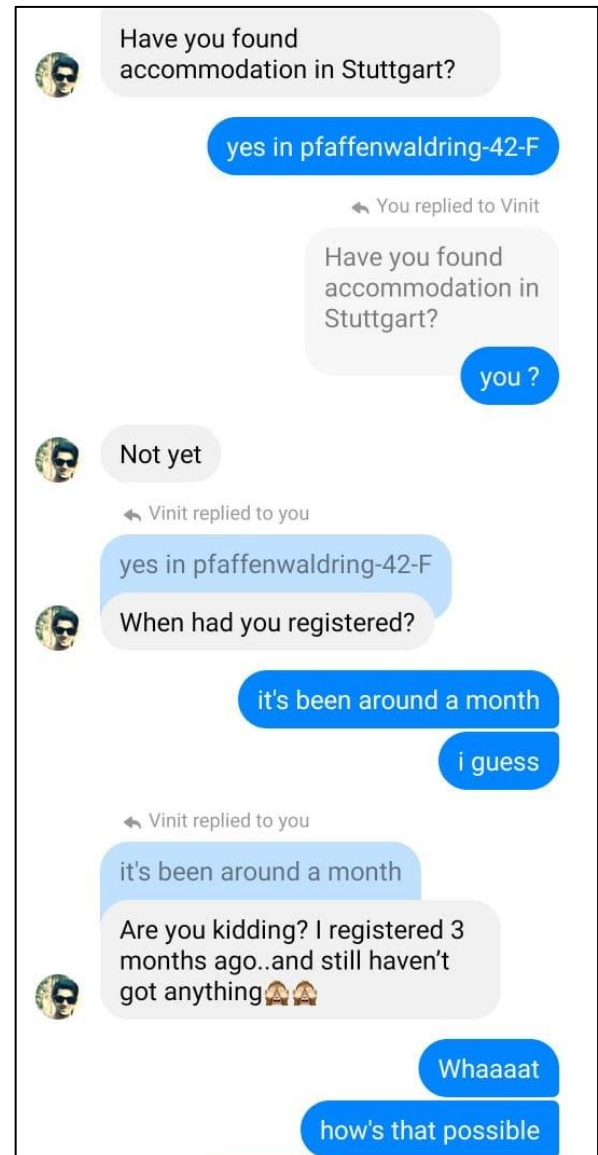 Have you found
accommodation in Stuttgart?
yes in pfaffenwaldring-42-F
You replied to Vinit
Have you found
accommodation in
Stuttgart?
you ?
Not yet
Vinit replied to you
yes in pfaffenwaldring-42-F
When had you registered?
it's been around a month
i guess
Vinit replied to you
it's been around a month
Are you kidding? I registered 3
months ago..and still haven’t
got anything🙈🙈
Whaaaat
how's that possible